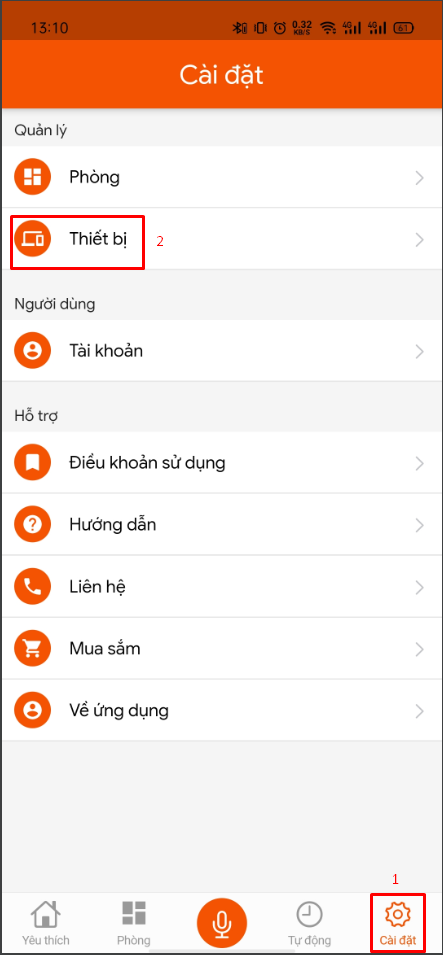 13:10
0.32
KB/S
4G
4G
61
Cài đặt
Quản lý
Phòng
Thiết bị
2
Người dùng
Tài khoản
Hỗ trợ
Điều khoản sử dụng
Hướng dẫn
Liên hệ
Mua sắm
Về ứng dụng
1
Yêu thích
Phòng
Tự động
Cài đặt